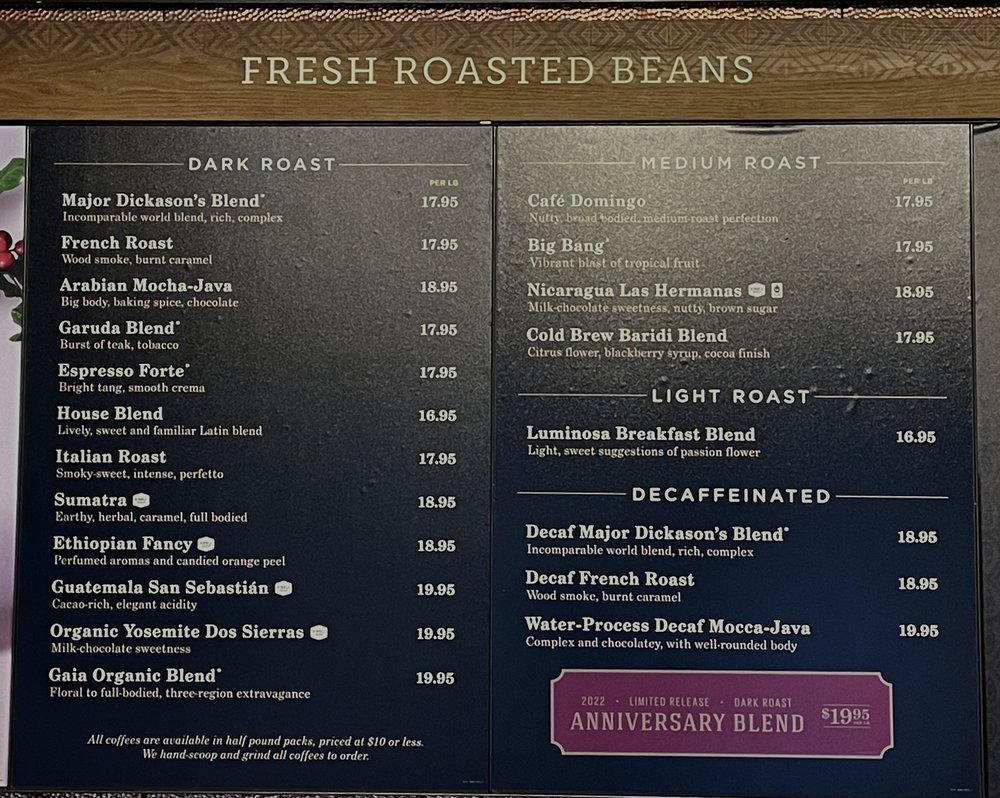 FRESH ROASTED BEANS
DARK ROAST
PER LB
Major Dickason's Blend* 17.95
Incomparable world blend, rich, complex
French Roast 17.95
Wood smoke, burnt caramel
Arabian Mocha-Java 18.95
Big body, baking spice, chocolate
Garuda Blend* 17.95
Burst of teak, tobacco
Espresso Forte* 17.95
Bright tang, smooth crema
House Blend 16.95
Lively, sweet and familiar Latin blend
Italian Roast 17.95
Smoky-sweet, intense, perfetto
Sumatra 18.95
Earthy, herbal, caramel, full bodied
Ethiopian Fancy 18.95
Perfumed aromas and candied orange peel
Guatemala San Sebastián 19.95
Cacao-rich, elegant acidity
Organic Yosemite Dos Sierras 19.95
Milk-chocolate sweetness
Gaia Organic Blend* 19.95
Floral to full-bodied, three-region extravagance
All coffees are available in half pound packs, priced at $10 or less.
We hand-scoop and grind all coffees to order.
MEDIUM ROAST
PER LB
Café Domingo 17.95
Nutty, broad bodied, medium-roast perfection
Big Bang* 17.95
Vibrant blast of tropical fruit
Nicaragua Las Hermanas 18.95
Milk-chocolate sweetness, nutty, brown sugar
Cold Brew Baridi Blend 17.95
Citrus flower, blackberry syrup, cocoa finish
LIGHT ROAST
Luminosa Breakfast Blend 16.95
Light, sweet suggestions of passion flower
DECAFFEINATED
Decaf Major Dickason's Blend* 18.95
Incomparable world blend, rich, complex
Decaf French Roast 18.95
Wood smoke, burnt caramel
Water-Process Decaf Mocca-Java 19.95
Complex and chocolatey, with well-rounded body
2022 · LIMITED RELEASE · DARK ROAST
ANNIVERSARY BLEND $1995 PER LB